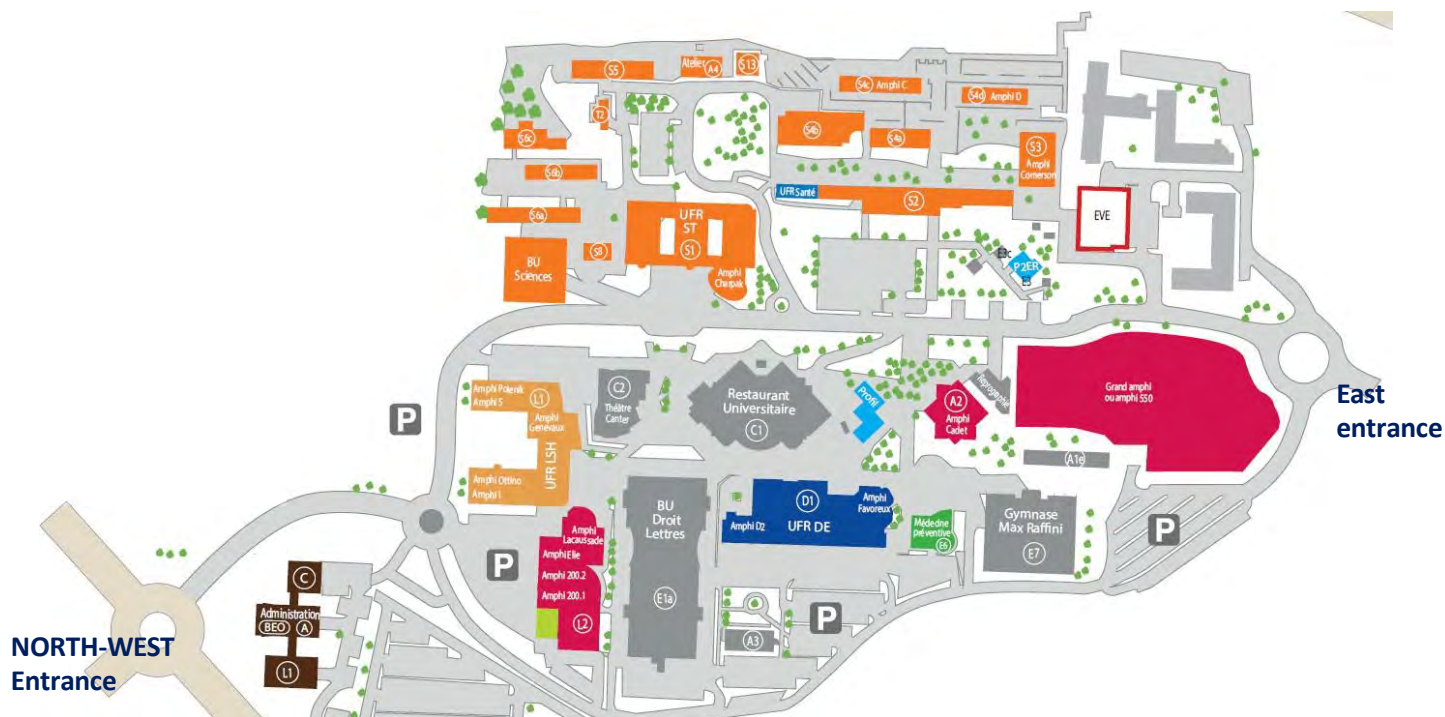 S5
Atelier A4
S13
S4c Amphi C
S4d Amphi D
T2
S6c
S4b
S4a
S3
Amphi
Comerson
S6b
UFR Santé
S2
S6a
UFR
ST
S1
EVE
BU
Sciences
S8
Amphi
Charpak
P2ER
Amphi Polenik
Amphi 5
L1
Amphi
Genevaux
UFR LSH
Amphi Ottino
Amphi 1
C2
Théâtre
Canter
Restaurant
Universitaire
C1
Profil
A2
Amphi
Cadet
Reprographie
Grand amphi
ou amphi 550
East
entrance
P
A1e
BU
Droit
Lettres
E1a
D1
Amphi D2
UFR DE
Amphi
Favoreux
Médecine
préventive
E6
Gymnase
Max Raffini
E7
P
Amphi
Lacaussade
Amphi Elie
Amphi 200.2
Amphi 200.1
L2
P
A3
P
C
Administration
BEO A
L1
NORTH-WEST
Entrance